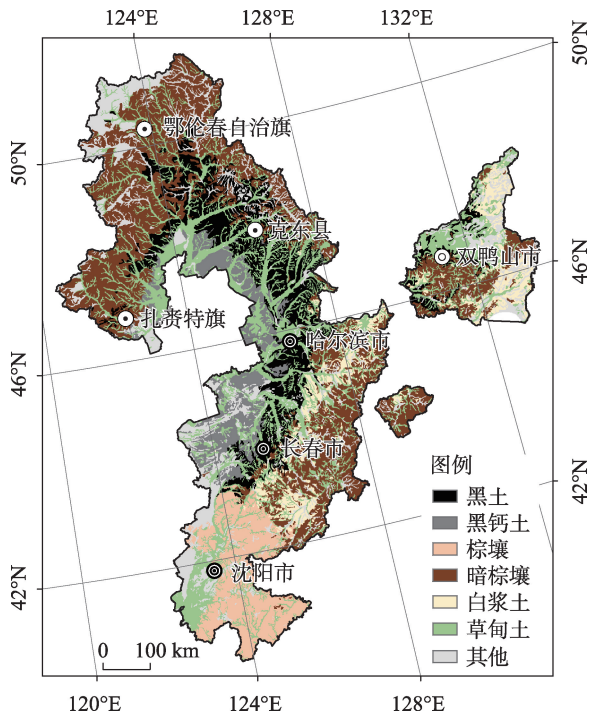 124°E 128°E 132°E
50°N
50°N
鄂伦春自治旗
克东县
双鸭山市
46°N
扎赉特旗
哈尔滨市
46°N
长春市
图例
黑土
42°N
黑钙土
棕壤
沈阳市
暗棕壤
42°N
白浆土
草甸土
0 100 km
其他
120°E 124°E 128°E